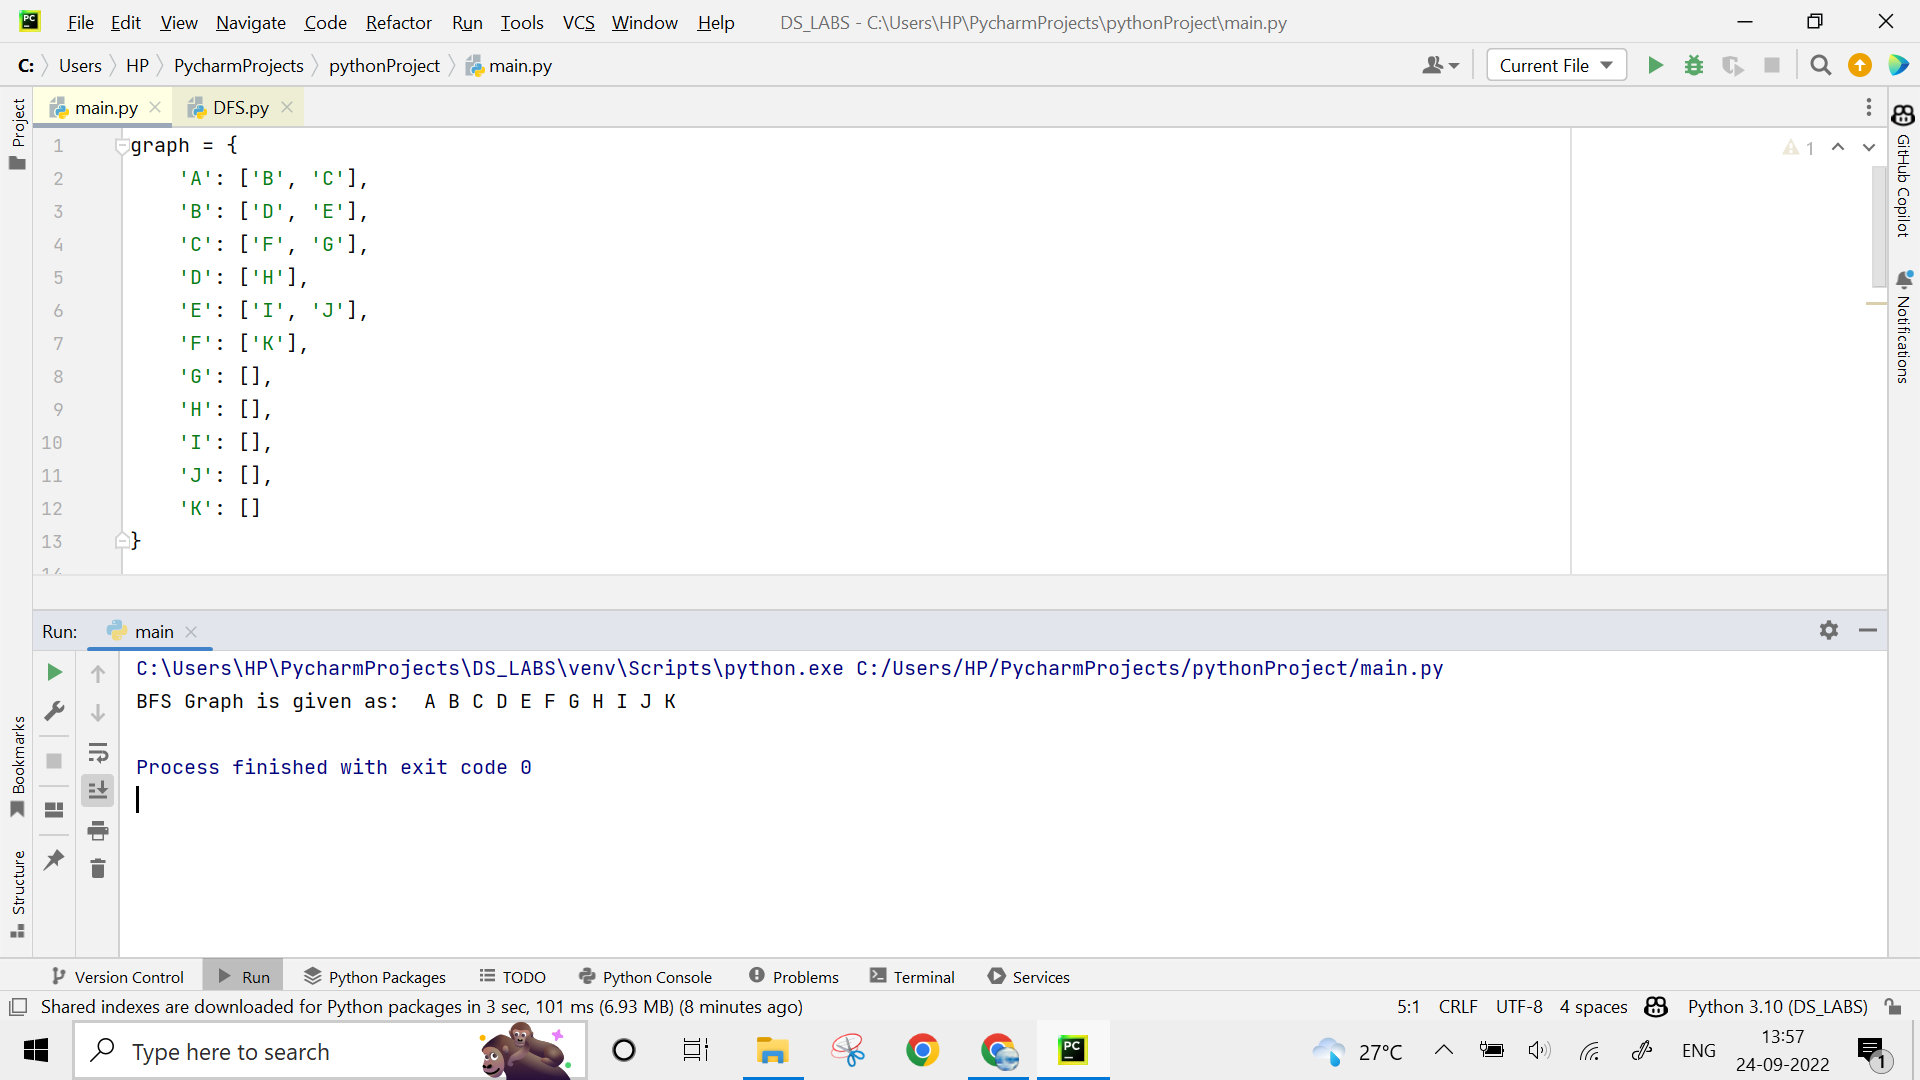 File Edit View Navigate Code Refactor Run Tools VCS Window Help DS_LABS - C:\Users\HP\PycharmProjects\pythonProject\main.py
C: Users HP PycharmProjects pythonProject main.py Current File
main.py DFS.py
1 graph = {
2 'A': ['B', 'C'],
3 'B': ['D', 'E'],
4 'C': ['F', 'G'],
5 'D': ['H'],
6 'E': ['I', 'J'],
7 'F': ['K'],
8 'G': [],
9 'H': [],
10 'I': [],
11 'J': [],
12 'K': []
13 }
1
Project
Bookmarks
Structure
GitHub Copilot
Notifications
Run: main
C:\Users\HP\PycharmProjects\DS_LABS\venv\Scripts\python.exe C:/Users/HP/PycharmProjects/pythonProject/main.py
BFS Graph is given as:  A B C D E F G H I J K
Process finished with exit code 0
Version Control Run Python Packages TODO Python Console Problems Terminal Services
Shared indexes are downloaded for Python packages in 3 sec, 101 ms (6.93 MB) (8 minutes ago) 5:1 CRLF UTF-8 4 spaces Python 3.10 (DS_LABS)
Type here to search PC 27°C ENG 13:57
24-09-2022 1